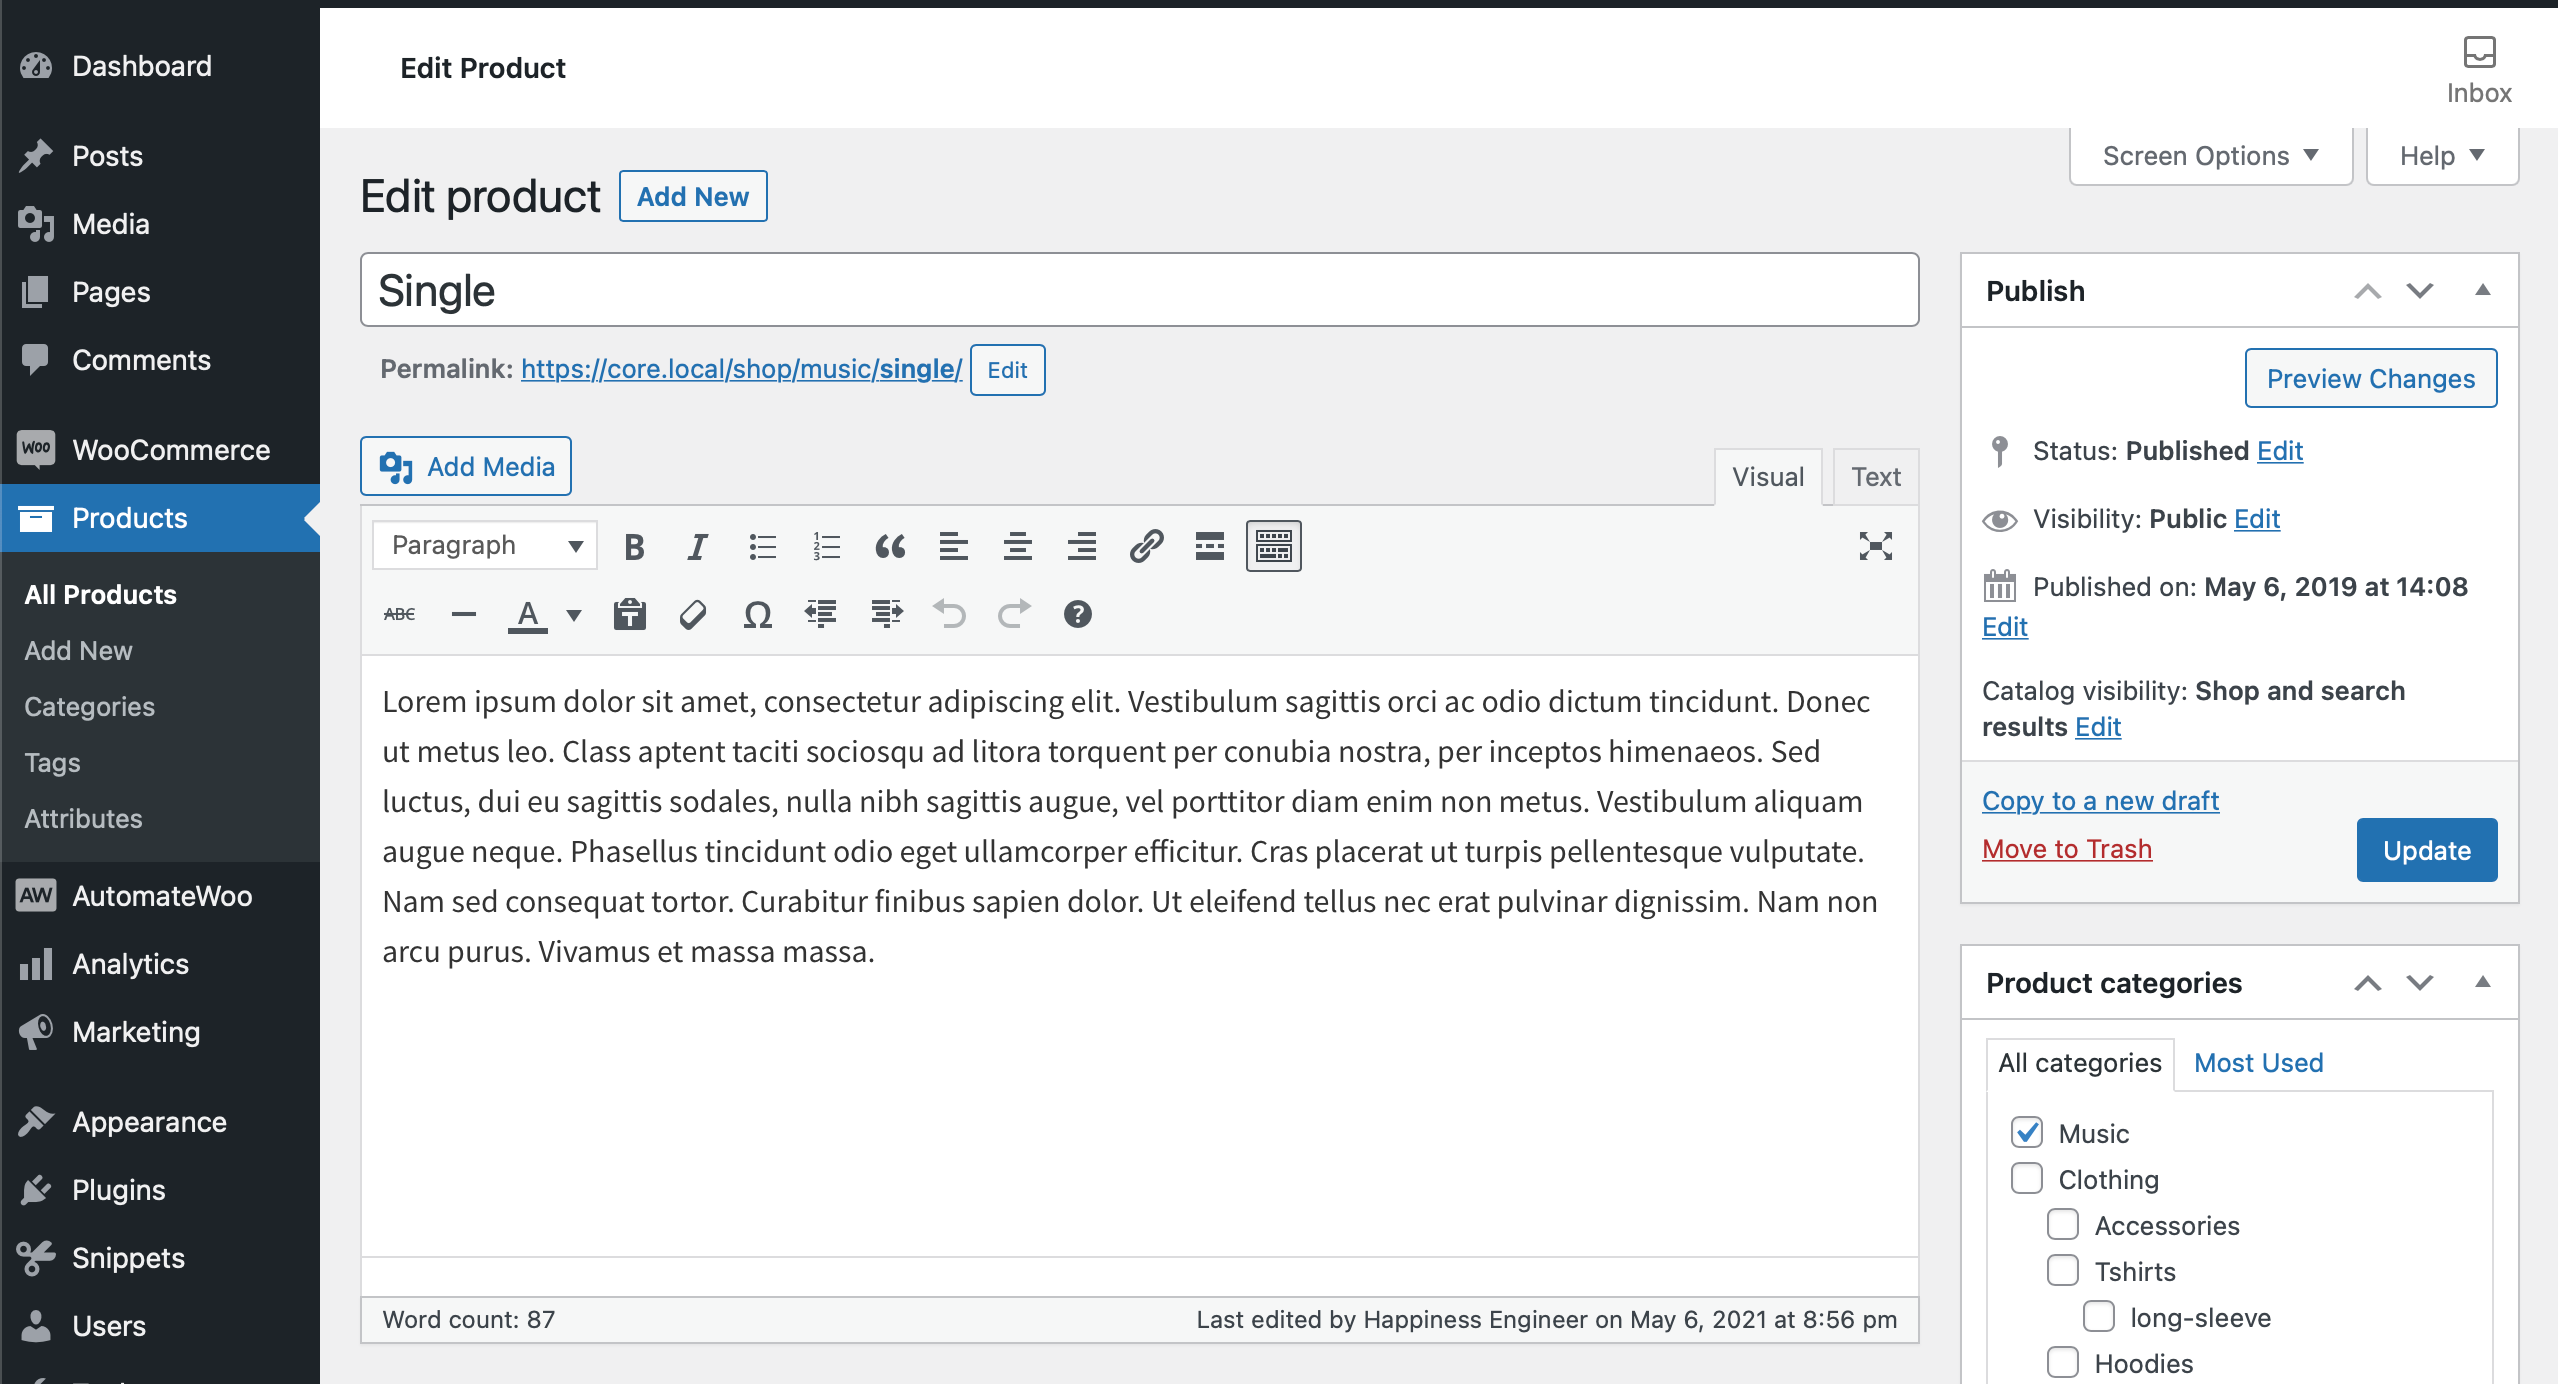 Dashboard
Posts
Media
Pages
Comments
WOO WooCommerce
Products
All Products
Add New
Categories
Tags
Attributes
AW AutomateWoo
Analytics
Marketing
Appearance
Plugins
Snippets
Users
Edit Product
Inbox
Screen Options
Help
Edit product Add New
Single
Permalink: https://core.local/shop/music/single/ Edit
Add Media
Visual Text
Paragraph B I 1 2 3
ABC A T Ω ?
Lorem ipsum dolor sit amet, consectetur adipiscing elit. Vestibulum sagittis orci ac odio dictum tincidunt. Donec
ut metus leo. Class aptent taciti sociosqu ad litora torquent per conubia nostra, per inceptos himenaeos. Sed
luctus, dui eu sagittis sodales, nulla nibh sagittis augue, vel porttitor diam enim non metus. Vestibulum aliquam
augue neque. Phasellus tincidunt odio eget ullamcorper efficitur. Cras placerat ut turpis pellentesque vulputate.
Nam sed consequat tortor. Curabitur finibus sapien dolor. Ut eleifend tellus nec erat pulvinar dignissim. Nam non
arcu purus. Vivamus et massa massa.
Word count: 87
Last edited by Happiness Engineer on May 6, 2021 at 8:56 pm
Publish
Preview Changes
Status: Published Edit
Visibility: Public Edit
Published on: May 6, 2019 at 14:08
Edit
Catalog visibility: Shop and search
results Edit
Copy to a new draft
Move to Trash
Update
Product categories
All categories Most Used
Music
Clothing
Accessories
Tshirts
long-sleeve
Hoodies